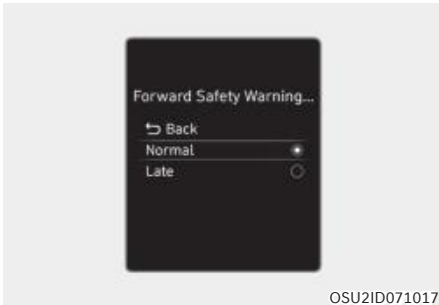 Forward Safety Warning...
Back
Normal
Late
OSU2ID071017